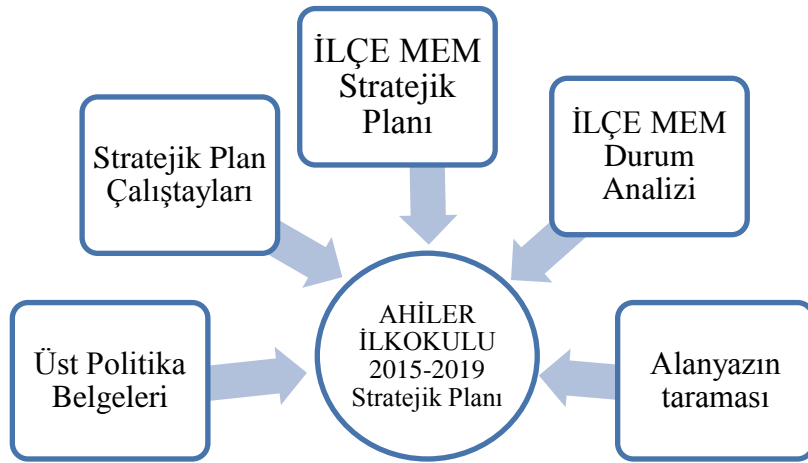 İLÇE MEM
Stratejik
Planı
Stratejik Plan
Çalıştayları
İLÇE MEM
Durum
Analizi
Üst Politika
Belgeleri
AHİLER
İLKOKULU
2015-2019
Stratejik Planı
Alanyazın
taraması